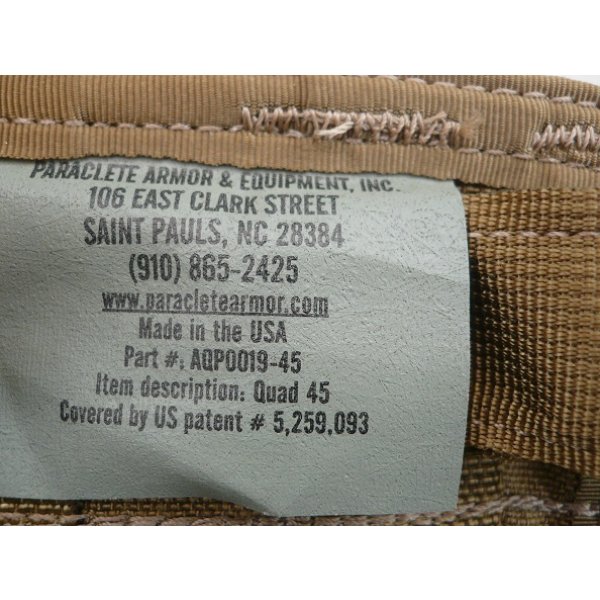 PARACLETE ARMOR & EQUIPMENT, INC.
106 EAST CLARK STREET
SAINT PAULS, NC 28384
(910) 865-2425
www.paracletearmor.com
Made in the USA
Part #: AQP0019-45
Item description: Quad 45
Covered by US patent # 5,259,093